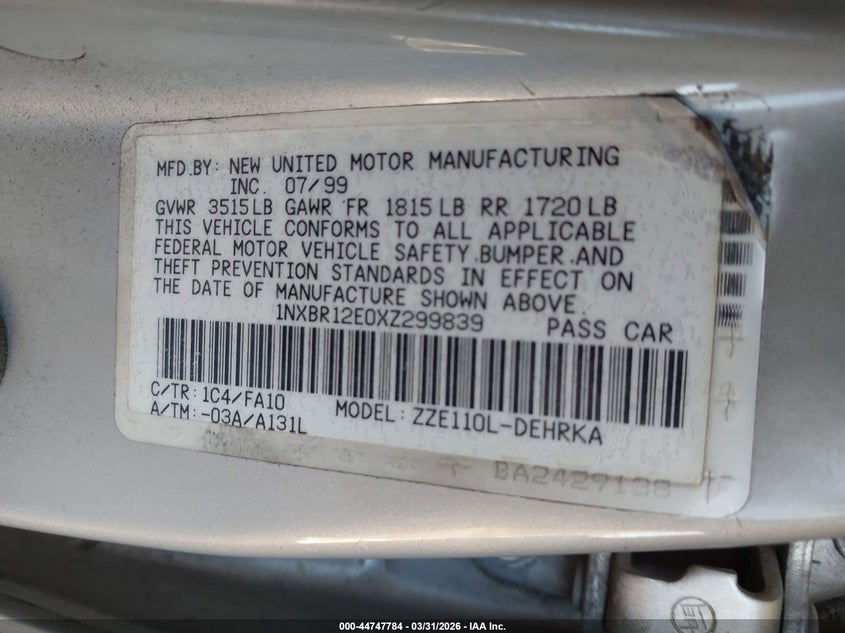 MFD.BY: NEW UNITED MOTOR MANUFACTURING
INC. 07/99
GVWR 3515LB GAWR FR 1815LB RR 1720LB
THIS VEHICLE CONFORMS TO ALL APPLICABLE
FEDERAL MOTOR VEHICLE SAFETY,BUMPER,AND
THEFT PREVENTION STANDARDS IN EFFECT ON
THE DATE OF MANUFACTURE SHOWN ABOVE.
1NXBR12E0XZ299839 PASS CAR
C/TR:1C4/FA10
A/TM:-03A/A131L MODEL:ZZE110L-DEHRKA
BA2429138
000-44747784 — 03/31/2026 — IAA Inc.